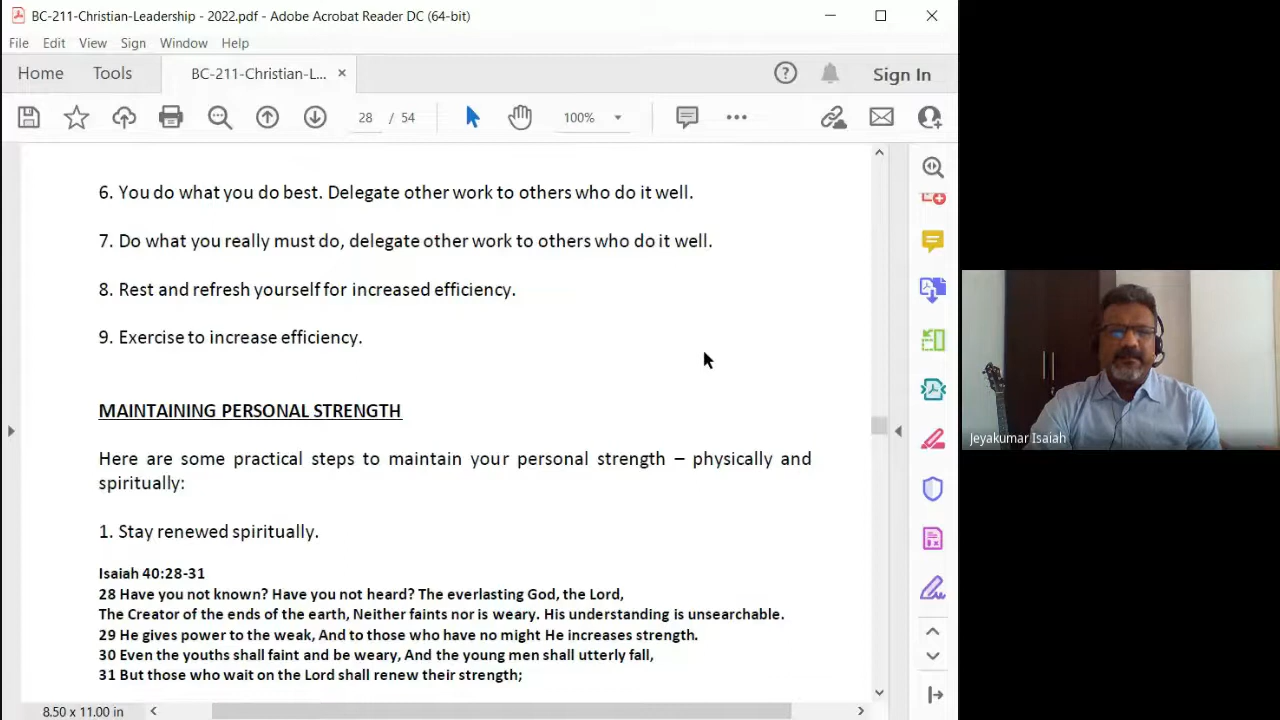 BC-211-Christian-Leadership - 2022.pdf - Adobe Acrobat Reader DC (64-bit)
File Edit View Sign Window Help
Home Tools BC-211-Christian-L... × Sign In
28 / 54 100%
6. You do what you do best. Delegate other work to others who do it well.
7. Do what you really must do, delegate other work to others who do it well.
8. Rest and refresh yourself for increased efficiency.
9. Exercise to increase efficiency.
MAINTAINING PERSONAL STRENGTH
Here are some practical steps to maintain your personal strength – physically and
spiritually:
1. Stay renewed spiritually.
Isaiah 40:28-31
28 Have you not known? Have you not heard? The everlasting God, the Lord,
The Creator of the ends of the earth, Neither faints nor is weary. His understanding is unsearchable.
29 He gives power to the weak, And to those who have no might He increases strength.
30 Even the youths shall faint and be weary, And the young men shall utterly fall,
31 But those who wait on the Lord shall renew their strength;
8.50 x 11.00 in
Jeyakumar Isaiah